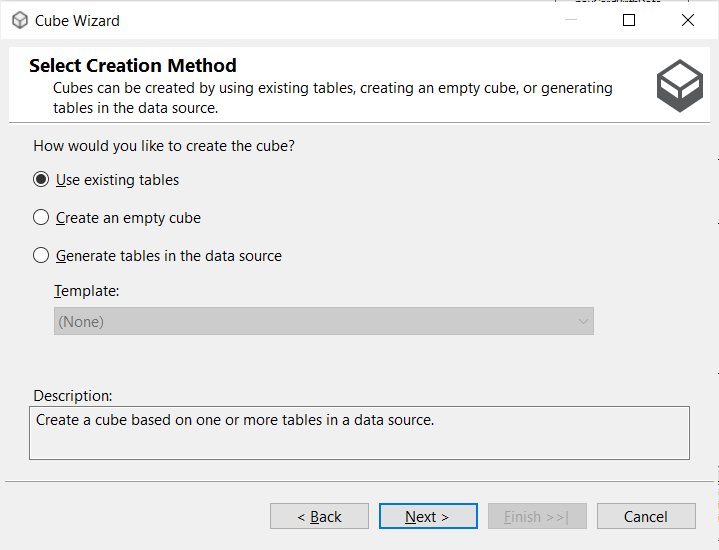 Cube Wizard
Select Creation Method
Cubes can be created by using existing tables, creating an empty cube, or generating
tables in the data source.
How would you like to create the cube?
Use existing tables
Create an empty cube
Generate tables in the data source
Template:
(None)
Description:
Create a cube based on one or more tables in a data source.
< Back
Next >
Finish >>|
Cancel